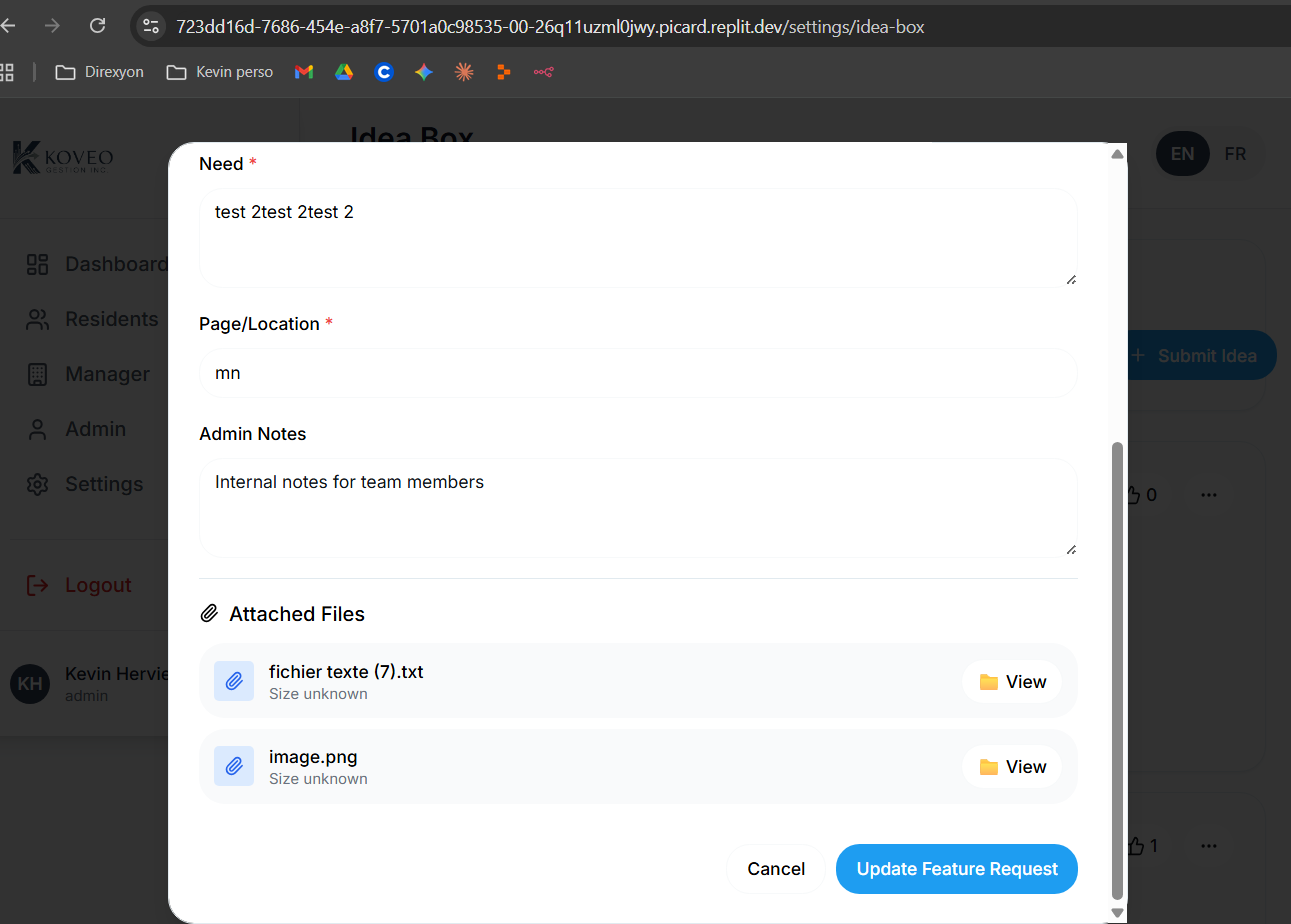 723dd16d-7686-454e-a8f7-5701a0c98535-00-26q11uzml0jwy.picard.replit.dev/settings/idea-box
Direxyon
Kevin perso
KOVEO
GESTION INC.
Idea Box
EN
FR
Dashboard
Residents
Manager
Admin
Settings
Logout
KH
Kevin Hervie
admin
Need *
test 2test 2test 2
Page/Location *
mn
Admin Notes
Internal notes for team members
Attached Files
fichier texte (7).txt
Size unknown
View
image.png
Size unknown
View
Cancel
Update Feature Request
+ Submit Idea
0
1